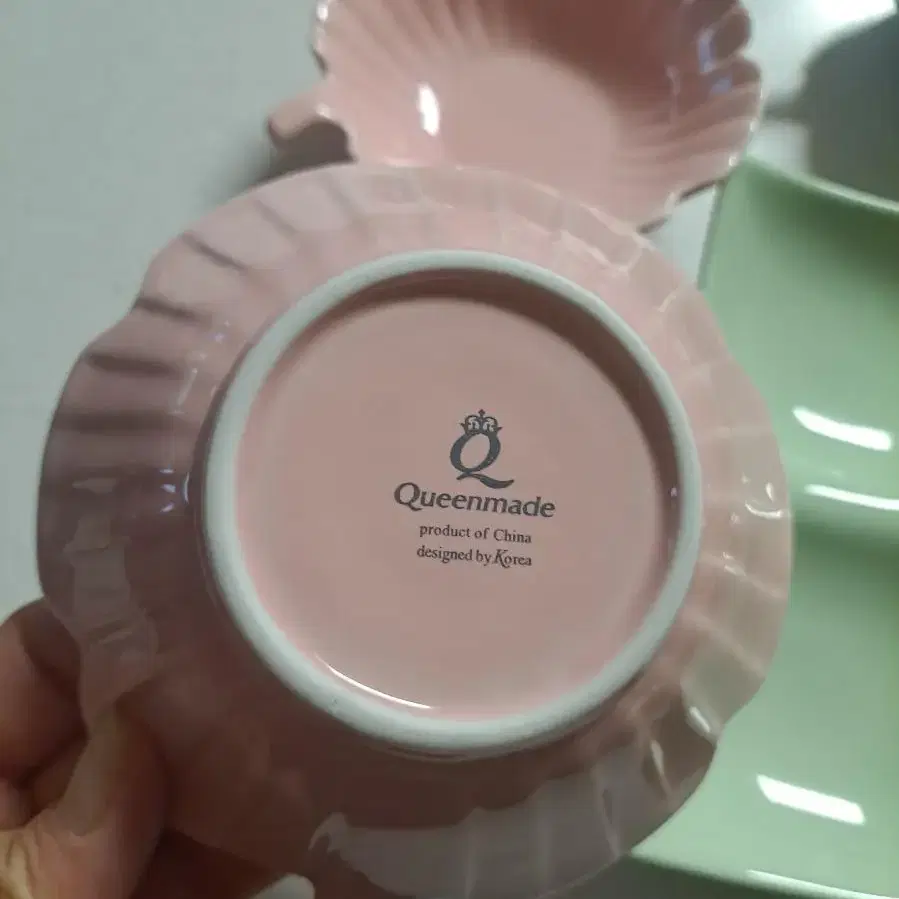 Q
Queenmade
product of China
designed by Korea